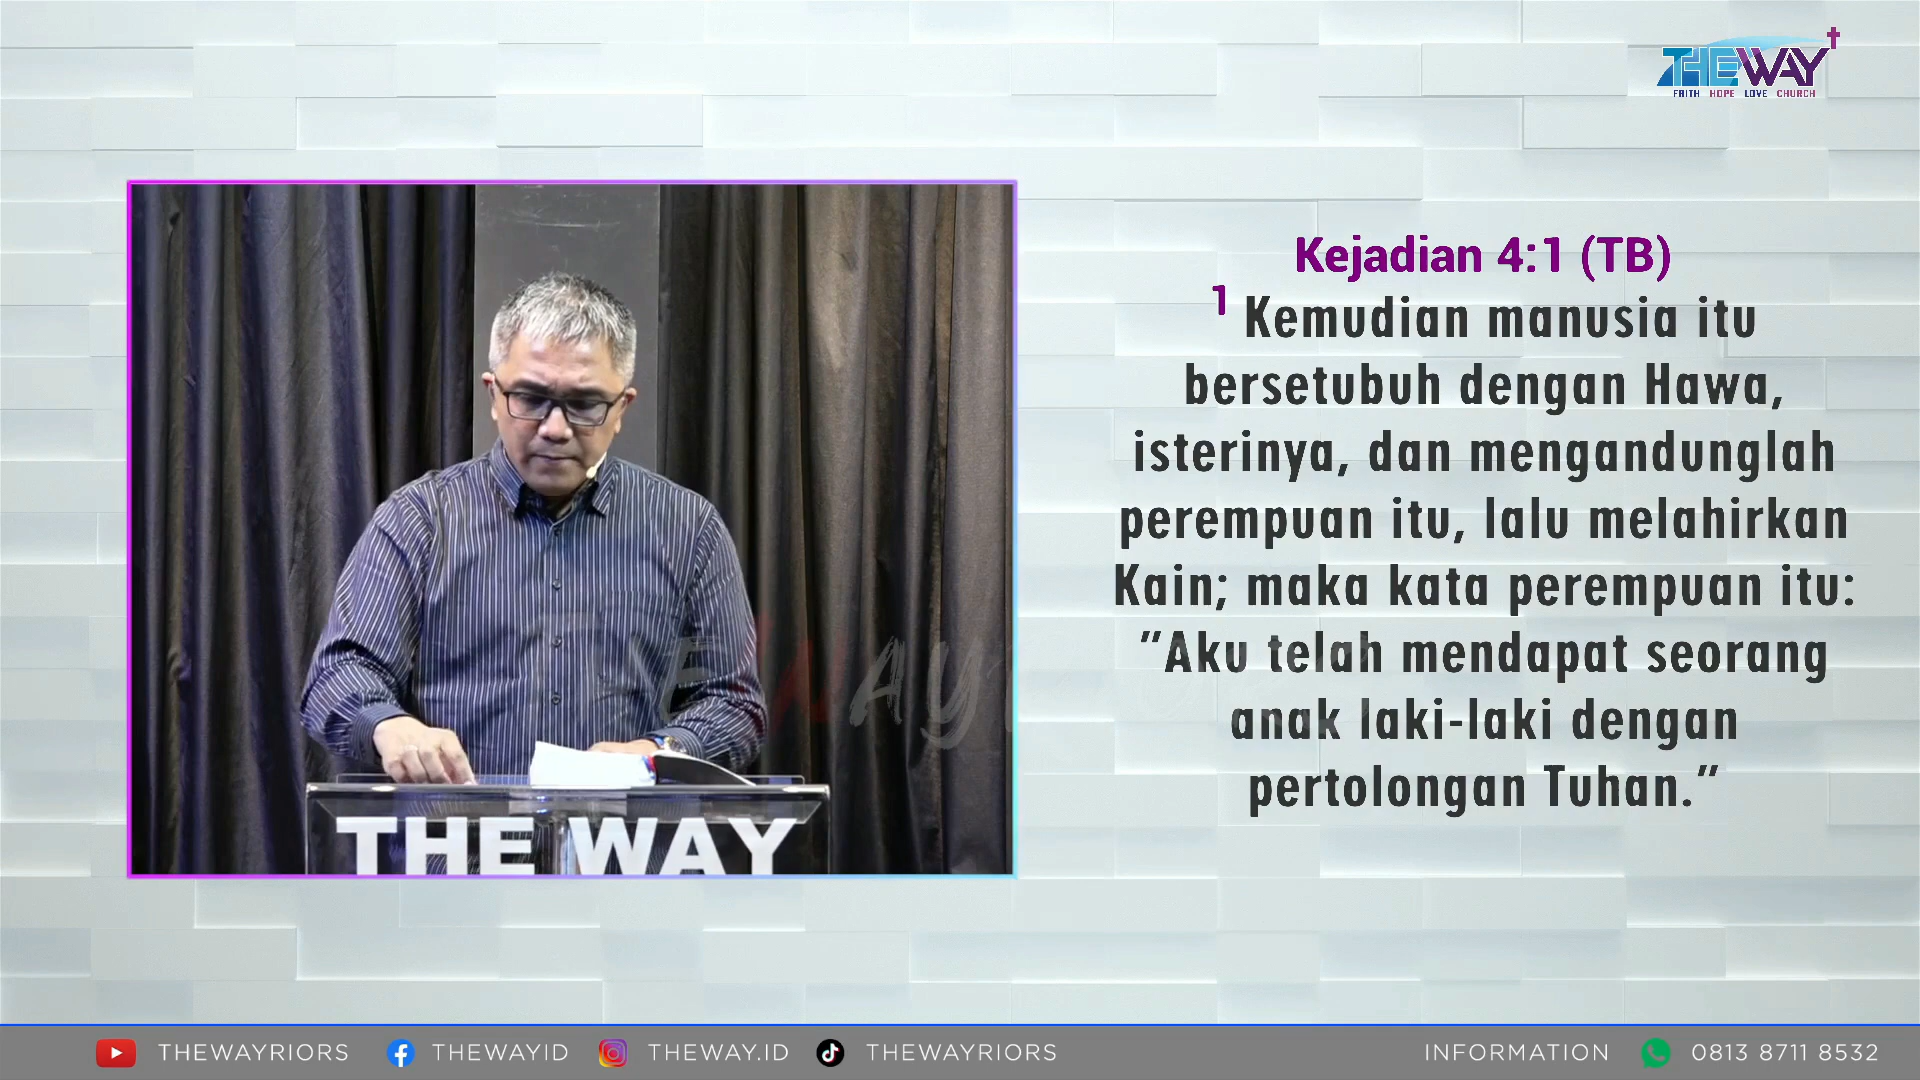 THEWAY
FAITH HOPE LOVE CHURCH
Kejadian 4:1 (TB)
1 Kemudian manusia itu
bersetubuh dengan Hawa,
isterinya, dan mengandunglah
perempuan itu, lalu melahirkan
Kain; maka kata perempuan itu:
"Aku telah mendapat seorang
anak laki-laki dengan
pertolongan Tuhan."
THE WAY
THEWAYRIORS
THEWAYID
THEWAY.ID
THEWAYRIORS
INFORMATION
0813 8711 8532